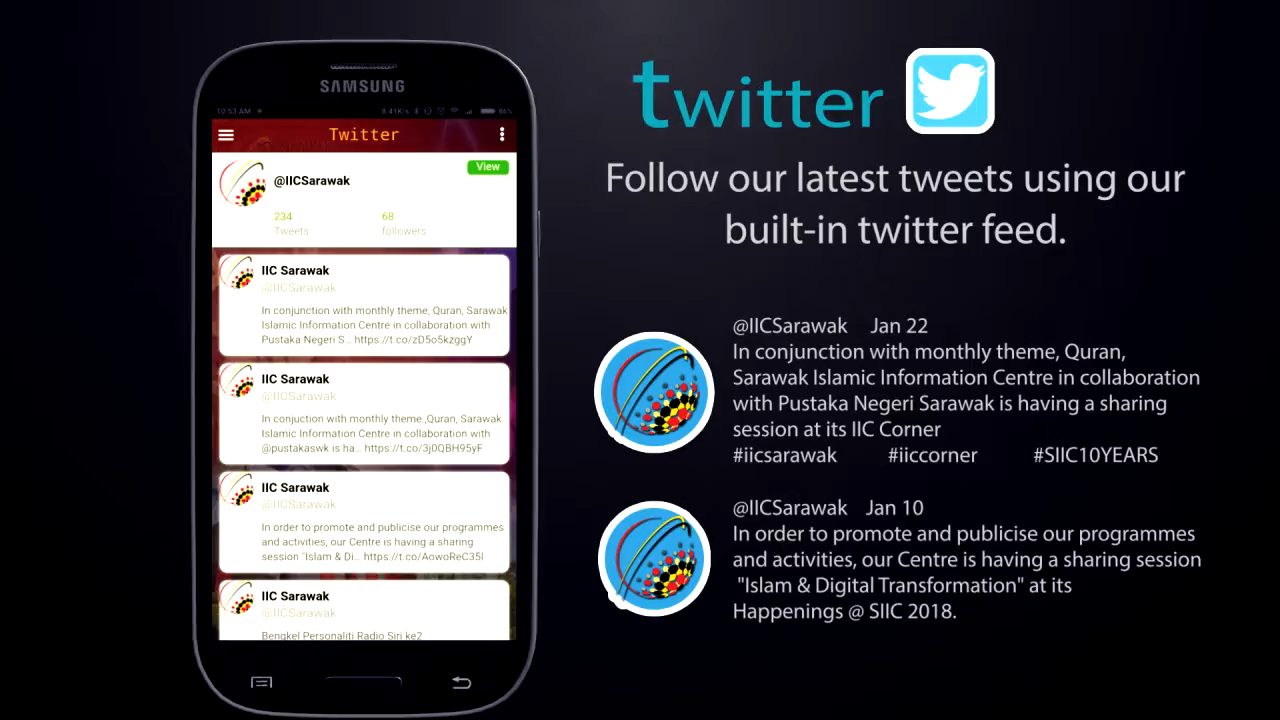 SAMSUNG
10:53 AM
8.41K/s
86%
Twitter
@IICSarawak
View
234
68
Tweets
followers
IIC Sarawak
@IICSarawak
In conjunction with monthly theme, Quran, Sarawak
Islamic Information Centre in collaboration with
Pustaka Negeri S... https://t.co/zD5o5kzggY
IIC Sarawak
@IICSarawak
In conjuction with monthly theme ,Quran, Sarawak
Islamic Information Centre in collaboration with
@pustakaswk is ha... https://t.co/3j0QBH95yF
IIC Sarawak
@IICSarawak
In order to promote and publicise our programmes
and activities, our Centre is having a sharing
session "Islam & Di... https://t.co/AowoReC35l
IIC Sarawak
@IICSarawak
Bengkel Personaliti Radio Siri ke2
twitter
Follow our latest tweets using our
built-in twitter feed.
@IICSarawak Jan 22
In conjunction with monthly theme, Quran,
Sarawak Islamic Information Centre in collaboration
with Pustaka Negeri Sarawak is having a sharing
session at its IIC Corner
#iicsarawak #iiccorner #SIIC10YEARS
@IICSarawak Jan 10
In order to promote and publicise our programmes
and activities, our Centre is having a sharing session
"Islam & Digital Transformation" at its
Happenings @ SIIC 2018.